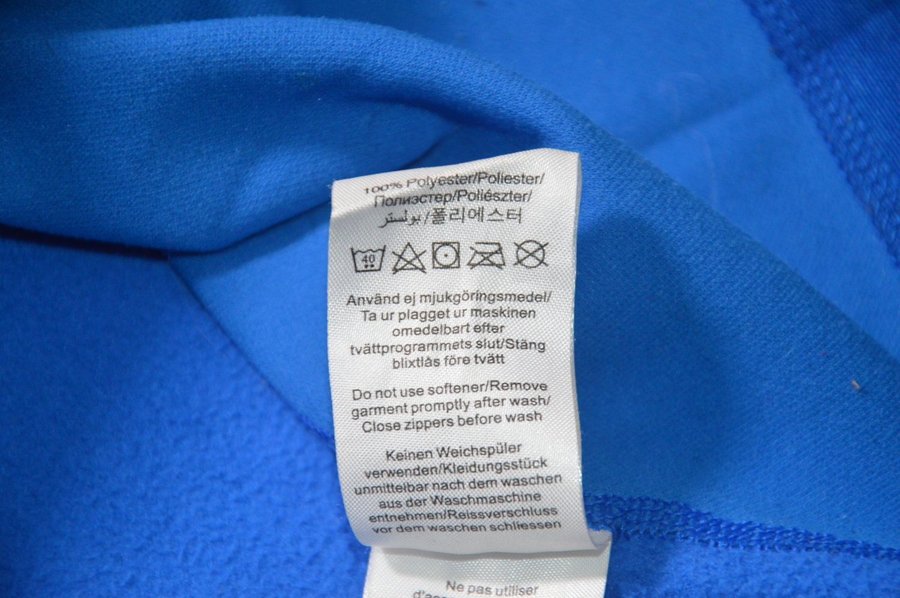 100% Polyester/Poliester/
Полиэстер/Poliészter/
بوليستر/폴리에스터
40
Använd ej mjukgöringsmedel/
Ta ur plagget ur maskinen
omedelbart efter
tvättprogrammets slut/Stäng
blixtlås före tvätt
Do not use softener/Remove
garment promptly after wash/
Close zippers before wash
Keinen Weichspüler
verwenden/Kleidungsstück
unmittelbar nach dem waschen
aus der Waschmaschine
entnehmen/Reissverschluss
vor dem waschen schliessen
Ne pas utiliser